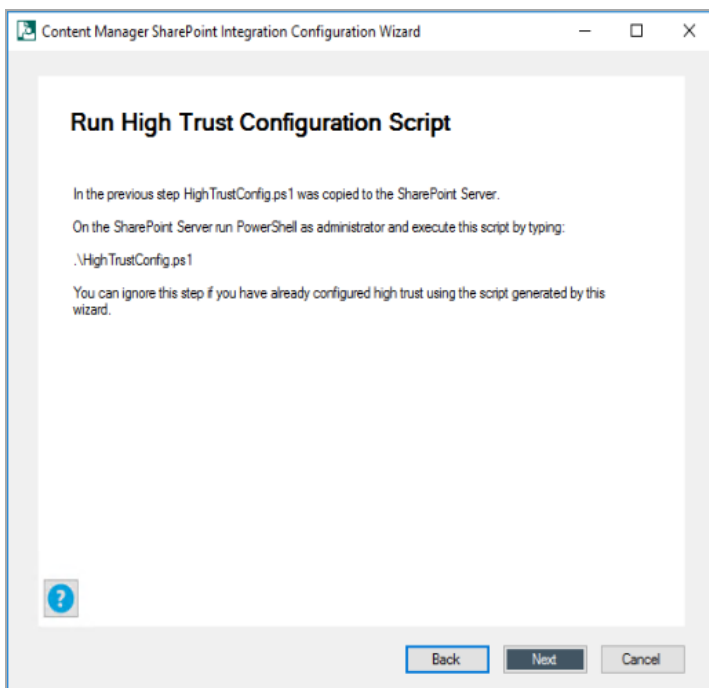 Content Manager SharePoint Integration Configuration Wizard
Run High Trust Configuration Script
In the previous step HighTrustConfig.ps1 was copied to the SharePoint Server.
On the SharePoint Server run PowerShell as administrator and execute this script by typing:
.\HighTrustConfig.ps1
You can ignore this step if you have already configured high trust using the script generated by this
wizard.
?
Back Next Cancel